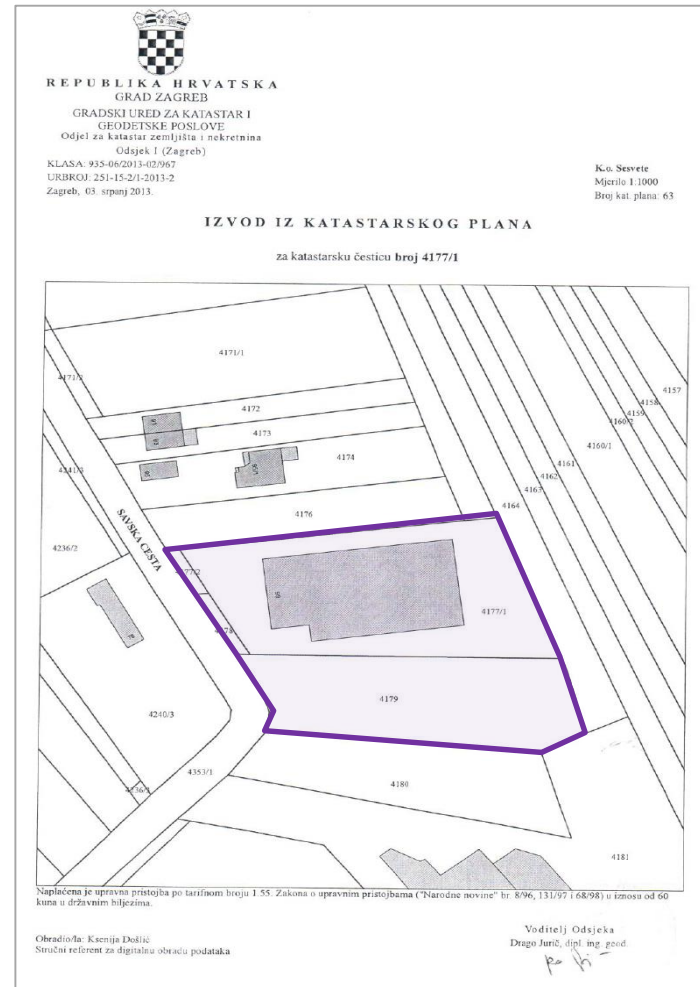 REPUBLIKA HRVATSKA
GRAD ZAGREB
GRADSKI URED ZA KATASTAR I
GEODETSKE POSLOVE
Odjel za katastar zemljišta i nekretnina
Odsjek I (Zagreb)
KLASA: 935-06/2013-02/967
URBROJ: 251-15-2/1-2013-2
Zagreb, 03. srpanj 2013.
K.o. Sesvete
Mjerilo 1:1000
Broj kat. plana: 63
IZVOD IZ KATASTARSKOG PLANA
za katastarsku česticu broj 4177/1
4171/1
4171/2
4172
4173
4174
4176
4157
4158
4159
4160/2
4160/1
4161
4162
4163
4164
4241/3
SAVSKA CESTA
4236/2
4177/2
4177/1
4178
4179
4240/3
4353/1
4180
4181
Naplaćena je upravna pristojba po tarifnom broju 1.55. Zakona o upravnim pristojbama ("Narodne novine" br. 8/96, 131/97 i 68/98) u iznosu od 60
kuna u državnim biljezima.
Obradio/la: Ksenija Došlić
Stručni referent za digitalnu obradu podataka
Voditelj Odsjeka
Drago Jurić, dipl. ing. geod.